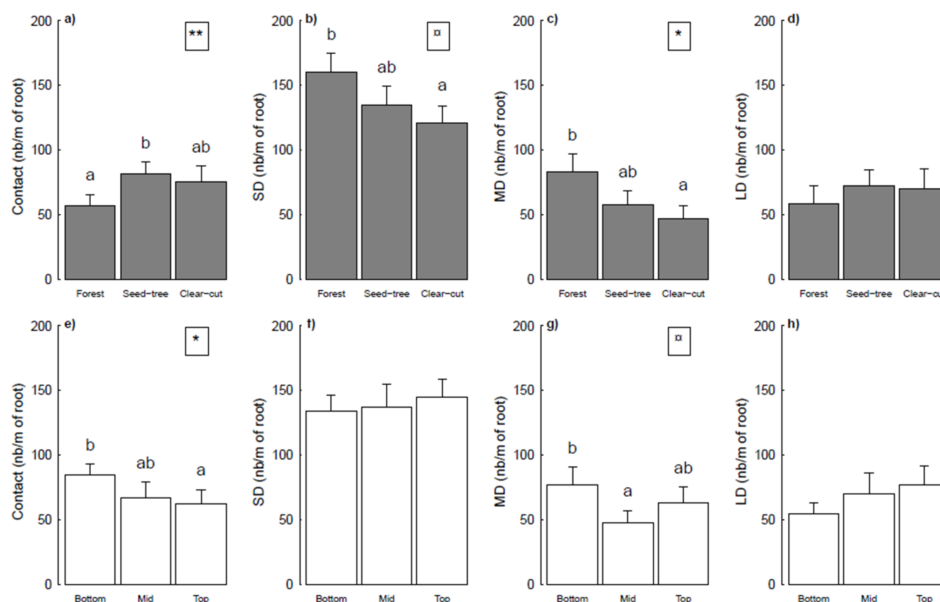 a)
**
Contact (nb/m of root)
200
150
100
50
0
a
b
ab
Forest
Seed-tree
Clear-cut
b)
¤
SD (nb/m of root)
200
150
100
50
0
b
ab
a
Forest
Seed-tree
Clear-cut
c)
*
MD (nb/m of root)
200
150
100
50
0
b
ab
a
Forest
Seed-tree
Clear-cut
d)
LD (nb/m of root)
200
150
100
50
0
Forest
Seed-tree
Clear-cut
e)
*
Contact (nb/m of root)
200
150
100
50
0
b
ab
a
Bottom
Mid
Top
f)
SD (nb/m of root)
200
150
100
50
0
Bottom
Mid
Top
g)
¤
MD (nb/m of root)
200
150
100
50
0
b
a
ab
Bottom
Mid
Top
h)
LD (nb/m of root)
200
150
100
50
0
Bottom
Mid
Top